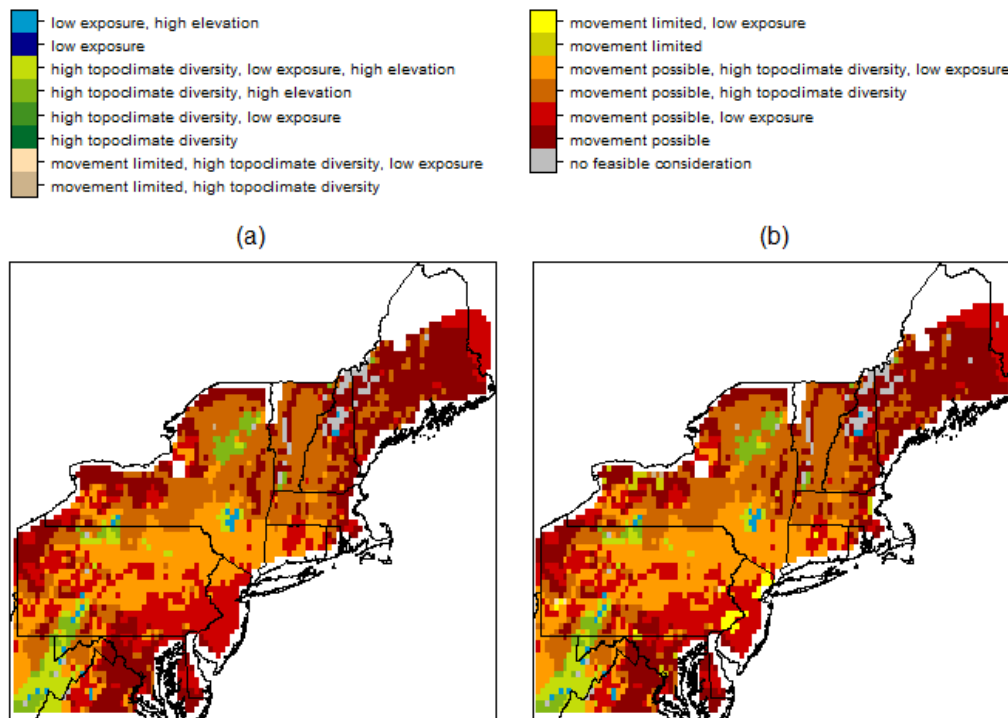 low exposure, high elevation
low exposure
high topoclimate diversity, low exposure, high elevation
high topoclimate diversity, high elevation
high topoclimate diversity, low exposure
high topoclimate diversity
movement limited, high topoclimate diversity, low exposure
movement limited, high topoclimate diversity
movement limited, low exposure
movement limited
movement possible, high topoclimate diversity, low exposure
movement possible, high topoclimate diversity
movement possible, low exposure
movement possible
no feasible consideration
(a)
(b)